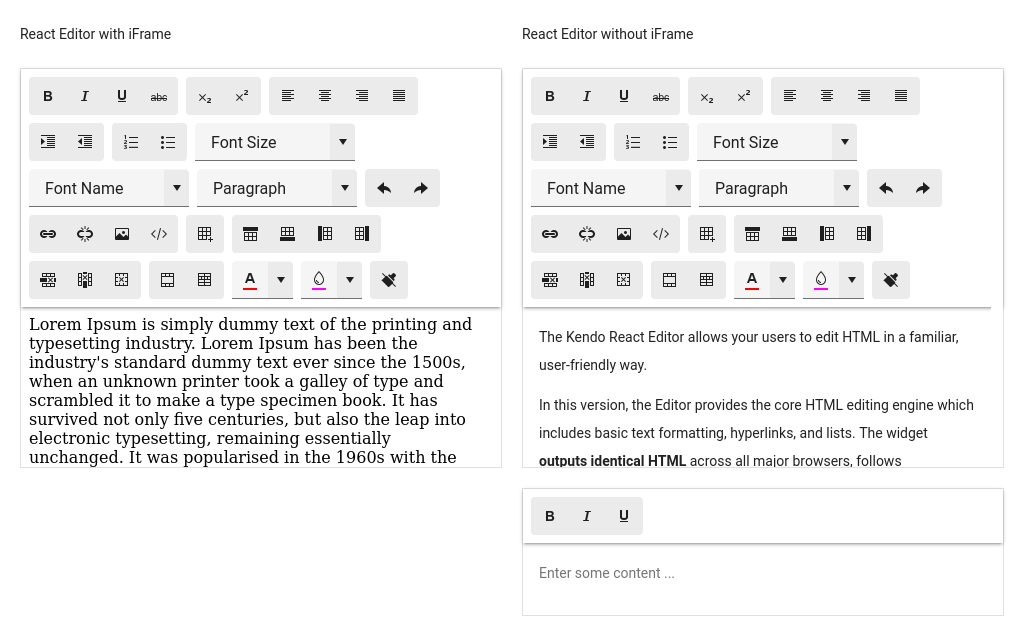 React Editor with iFrame
B I U abc x₂ x²
Font Size
Font Name Paragraph
A
Lorem Ipsum is simply dummy text of the printing and
typesetting industry. Lorem Ipsum has been the
industry's standard dummy text ever since the 1500s,
when an unknown printer took a galley of type and
scrambled it to make a type specimen book. It has
survived not only five centuries, but also the leap into
electronic typesetting, remaining essentially
unchanged. It was popularised in the 1960s with the
React Editor without iFrame
B I U abc x₂ x²
Font Size
Font Name Paragraph
A
The Kendo React Editor allows your users to edit HTML in a familiar,
user-friendly way.
In this version, the Editor provides the core HTML editing engine which
includes basic text formatting, hyperlinks, and lists. The widget
outputs identical HTML across all major browsers, follows
B I U
Enter some content ...